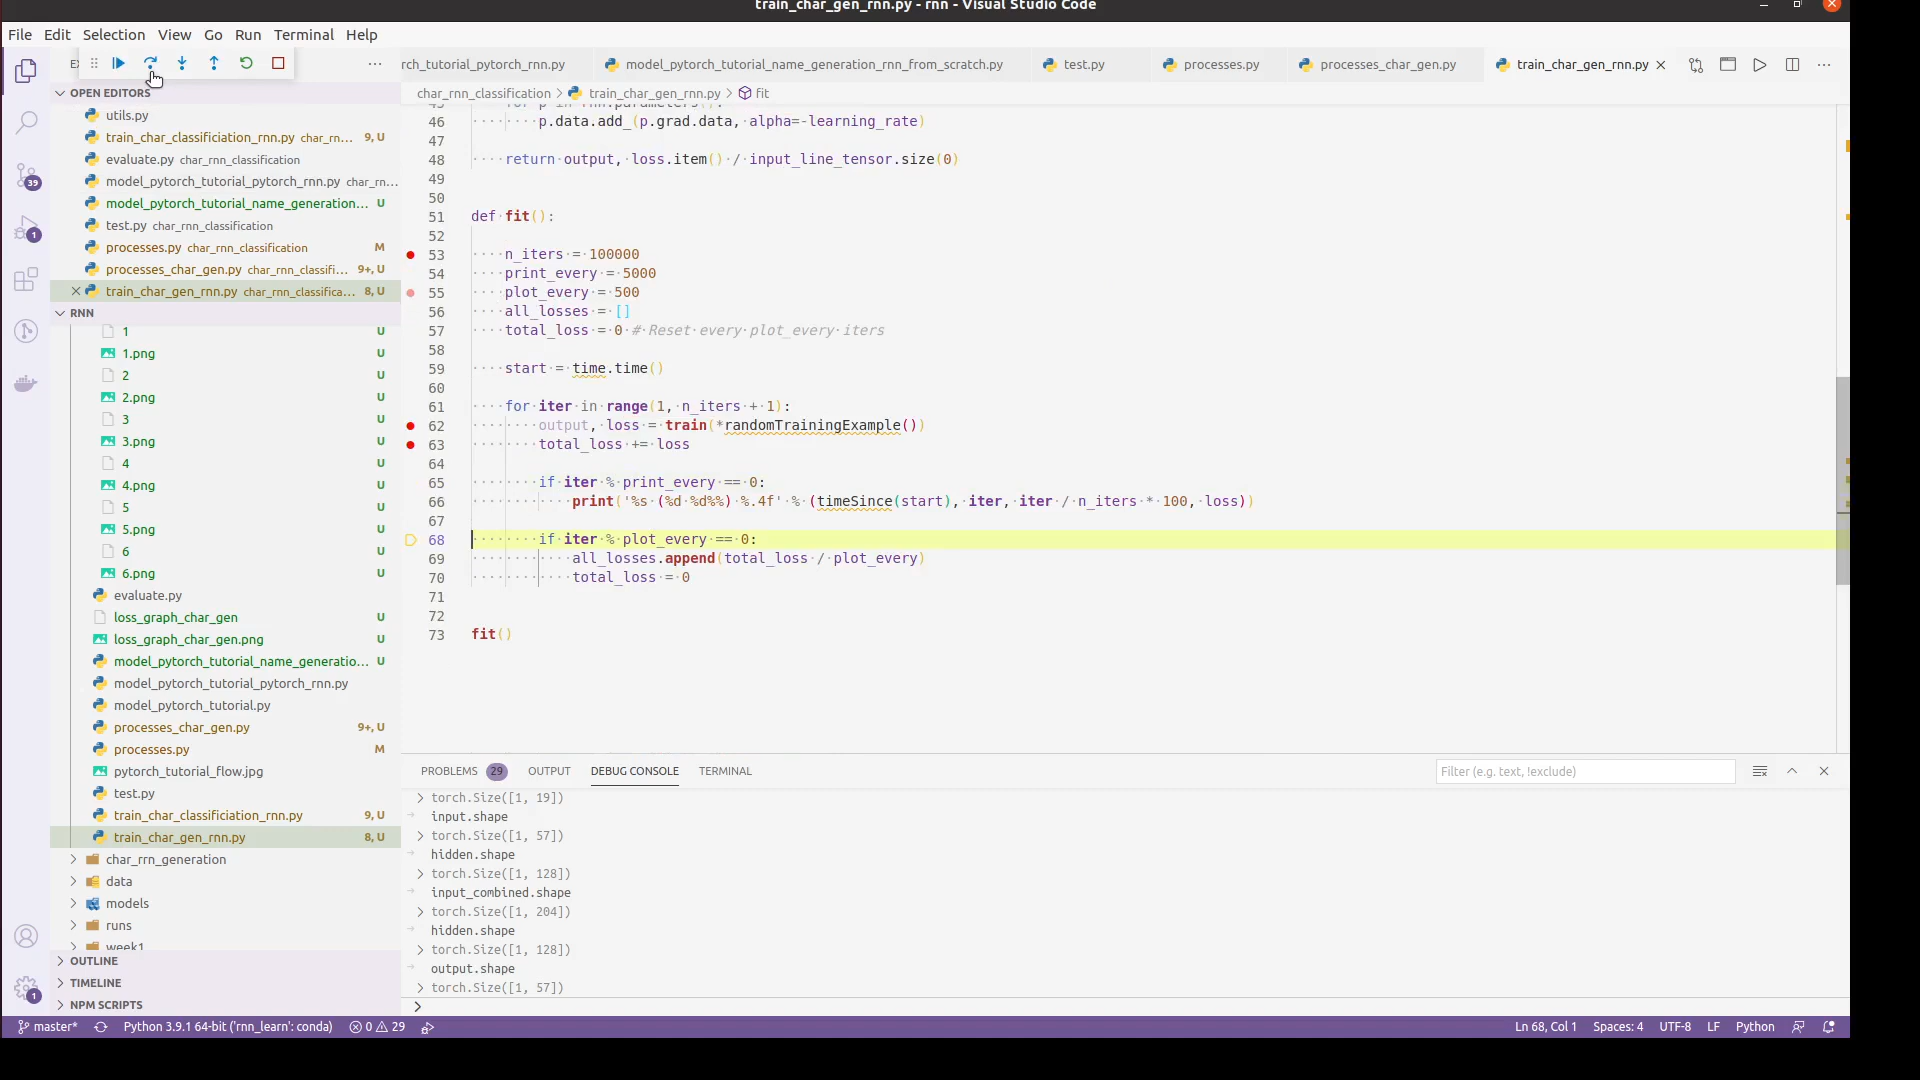 train_char_gen_rnn.py - rnn - Visual Studio Code
File Edit Selection View Go Run Terminal Help
rch_tutorial_pytorch_rnn.py
model_pytorch_tutorial_name_generation_rnn_from_scratch.py
test.py
processes.py
processes_char_gen.py
train_char_gen_rnn.py
OPEN EDITORS
utils.py
train_char_classificiation_rnn.py char_rn... 9, U
evaluate.py char_rnn_classification
model_pytorch_tutorial_pytorch_rnn.py char_rn...
model_pytorch_tutorial_name_generation... U
test.py char_rnn_classification
processes.py char_rnn_classification M
processes_char_gen.py char_rnn_classifi... 9+, U
train_char_gen_rnn.py char_rnn_classifica... 8, U
RNN
1 U
1.png U
2 U
2.png U
3 U
3.png U
4 U
4.png U
5 U
5.png U
6 U
6.png U
evaluate.py
loss_graph_char_gen U
loss_graph_char_gen.png U
model_pytorch_tutorial_name_generatio... U
model_pytorch_tutorial_pytorch_rnn.py
model_pytorch_tutorial.py
processes_char_gen.py 9+, U
processes.py M
pytorch_tutorial_flow.jpg
test.py
train_char_classificiation_rnn.py 9, U
train_char_gen_rnn.py 8, U
char_rrn_generation
data
models
runs
week1
OUTLINE
TIMELINE
NPM SCRIPTS
39
1
1
char_rnn_classification > train_char_gen_rnn.py > fit
45 for p in rnn.parameters():
46 p.data.add_(p.grad.data, alpha=-learning_rate)
47
48 return output, loss.item() / input_line_tensor.size(0)
49
50
51 def fit():
52
53 n_iters = 100000
54 print_every = 5000
55 plot_every = 500
56 all_losses = []
57 total_loss = 0 # Reset every plot_every iters
58
59 start = time.time()
60
61 for iter in range(1, n_iters + 1):
62 output, loss = train(*randomTrainingExample())
63 total_loss += loss
64
65 if iter % print_every == 0:
66 print('%s (%d %d%%) %.4f' % (timeSince(start), iter, iter / n_iters * 100, loss))
67
68 if iter % plot_every == 0:
69 all_losses.append(total_loss / plot_every)
70 total_loss = 0
71
72
73 fit()
PROBLEMS 29 OUTPUT DEBUG CONSOLE TERMINAL
Filter (e.g. text, !exclude)
torch.Size([1, 19])
input.shape
torch.Size([1, 57])
hidden.shape
torch.Size([1, 128])
input_combined.shape
torch.Size([1, 204])
hidden.shape
torch.Size([1, 128])
output.shape
torch.Size([1, 57])
master* Python 3.9.1 64-bit ('rnn_learn': conda) 0 29
Ln 68, Col 1 Spaces: 4 UTF-8 LF Python